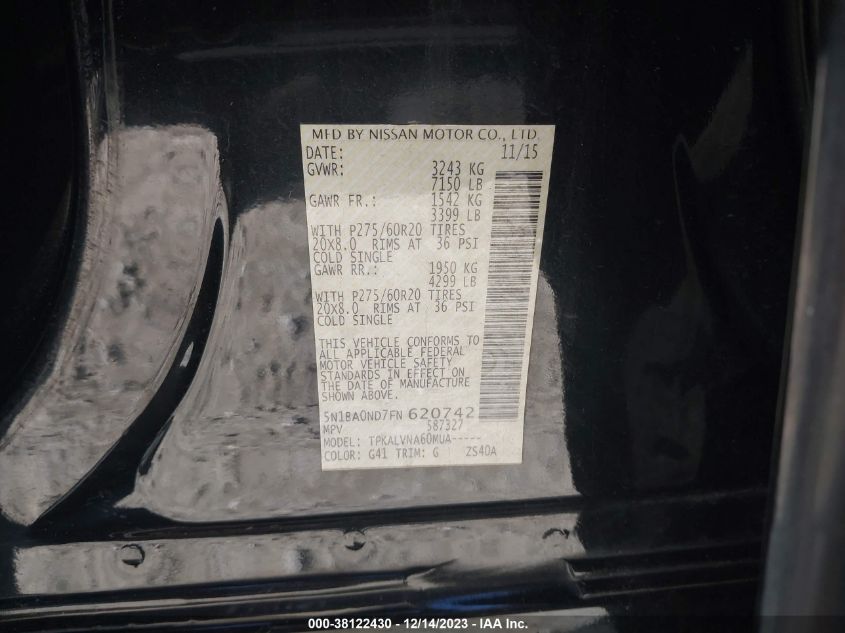 MFD BY NISSAN MOTOR CO., LTD.
DATE: 11/15
GVWR: 3243 KG
7150 LB
GAWR FR.: 1542 KG
3399 LB
WITH P275/60R20 TIRES
20X8.0 RIMS AT 36 PSI
COLD SINGLE
GAWR RR.: 1950 KG
4299 LB
WITH P275/60R20 TIRES
20X8.0 RIMS AT 36 PSI
COLD SINGLE
THIS VEHICLE CONFORMS TO
ALL APPLICABLE FEDERAL
MOTOR VEHICLE SAFETY
STANDARDS IN EFFECT ON
THE DATE OF MANUFACTURE
SHOWN ABOVE.
5N1BA0ND7FN 620742
MPV 587327
MODEL: TPKALVNA60MUA-----
COLOR: G41 TRIM: G ZS40A
000-38122430 - 12/14/2023 - IAA Inc.